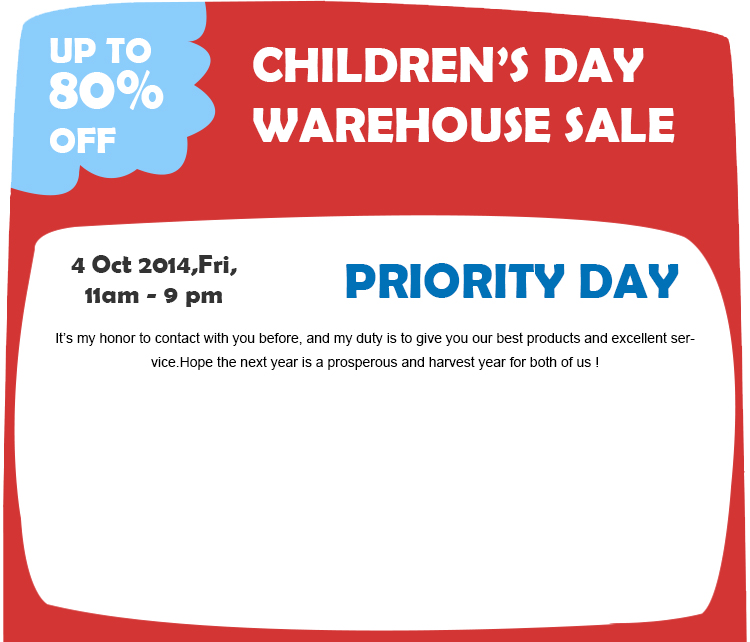 UP TO
80%
OFF
CHILDREN'S DAY
WAREHOUSE SALE
4 Oct 2014,Fri,
11am - 9 pm
PRIORITY DAY
It's my honor to contact with you before, and my duty is to give you our best products and excellent ser-
vice.Hope the next year is a prosperous and harvest year for both of us !